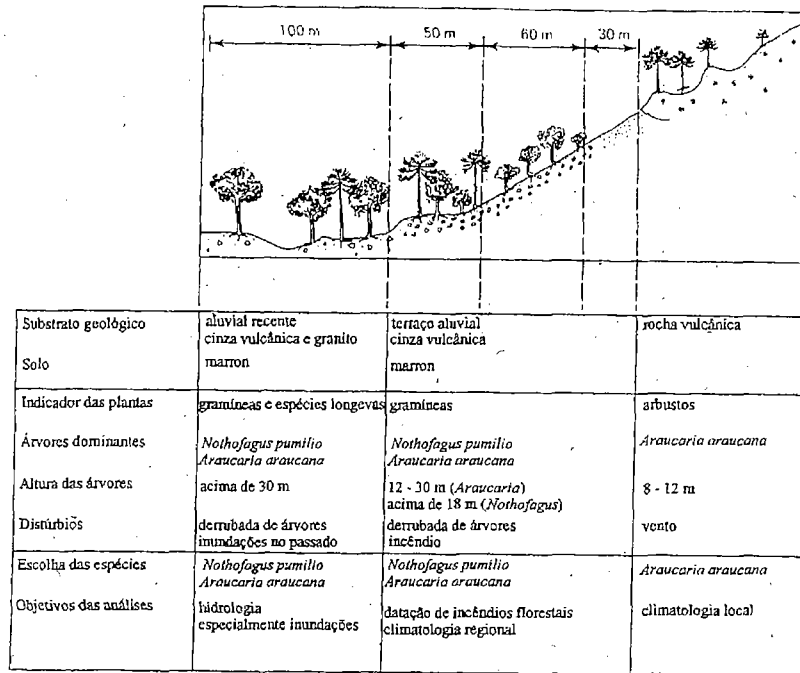 100 m 50 m 60 m 30 m
Substrato geológico aluvial recente terraço aluvial rocha vulcânica
cinza vulcânica e granito cinza vulcânica
Solo marron marron
Indicador das plantas gramíneas e espécies longevas gramíneas arbustos
Árvores dominantes Nothofagus pumilio Nothofagus pumilio Araucaria araucana
Araucaria araucana Araucaria araucana
Altura das árvores acima de 30 m 12 - 30 m (Araucaria) 8 - 12 m
acima de 18 m (Nothofagus)
Distúrbios derrubada de árvores derrubada de árvores vento
inundações no passado incêndio
Escolha das espécies Nothofagus pumilio Nothofagus pumilio Araucaria araucana
Araucaria araucana Araucaria araucana
Objetivos das análises hidrologia datação de incêndios florestais climatologia local
especialmente inundações climatologia regional